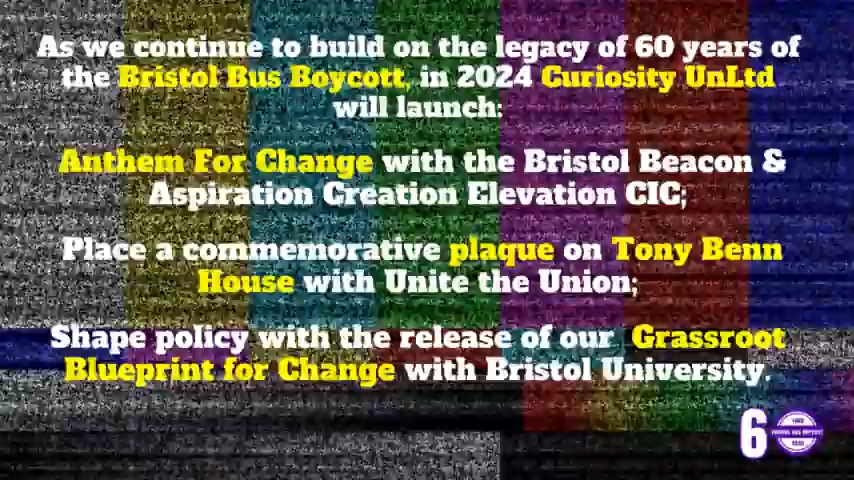 As we continue to build on the legacy of 60 years of
the Bristol Bus Boycott, in 2024 Curiosity UnLtd
will launch:
Anthem For Change with the Bristol Beacon &
Aspiration Creation Elevation CIC;
Place a commemorative plaque on Tony Benn
House with Unite the Union;
Shape policy with the release of our Grassroot
Blueprint for Change with Bristol University.
6